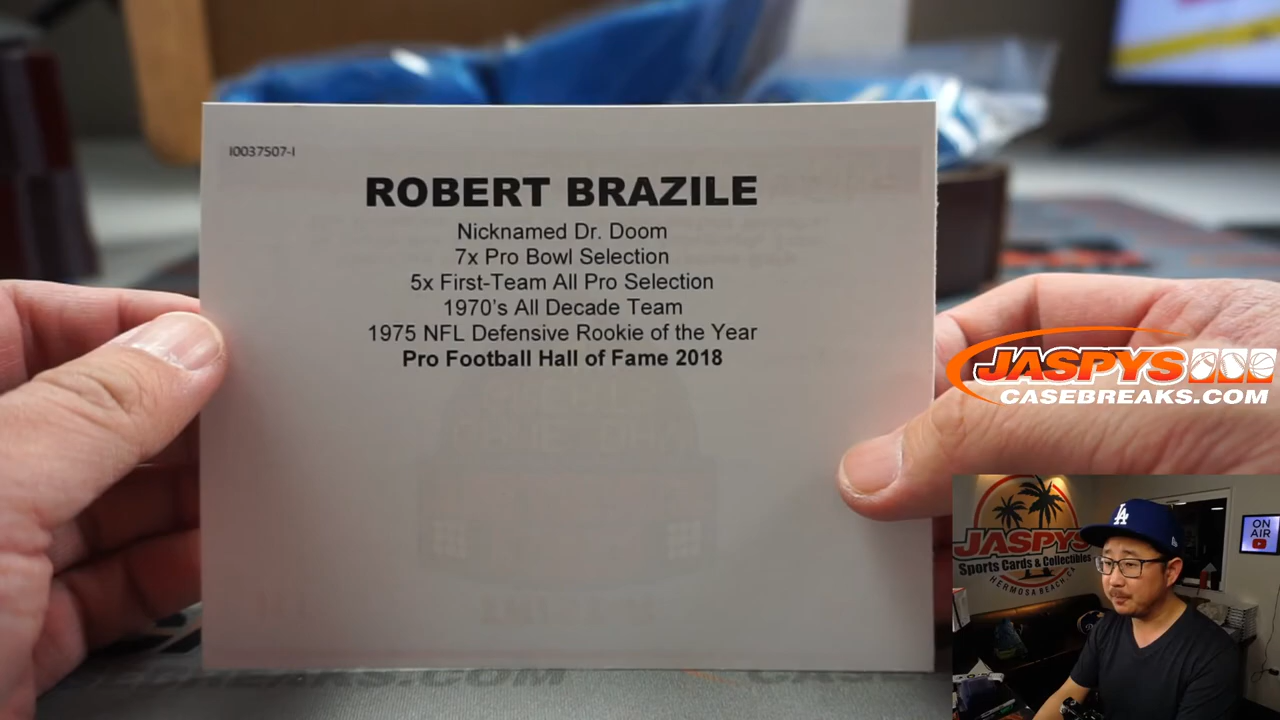 I0037507-I
ROBERT BRAZILE
Nicknamed Dr. Doom
7x Pro Bowl Selection
5x First-Team All Pro Selection
1970's All Decade Team
1975 NFL Defensive Rookie of the Year
Pro Football Hall of Fame 2018
JASPYS
CASEBREAKS.COM
LA
ON
AIR
JASPYS
Sports Cards & Collectibles
HERMOSA BEACH, CA